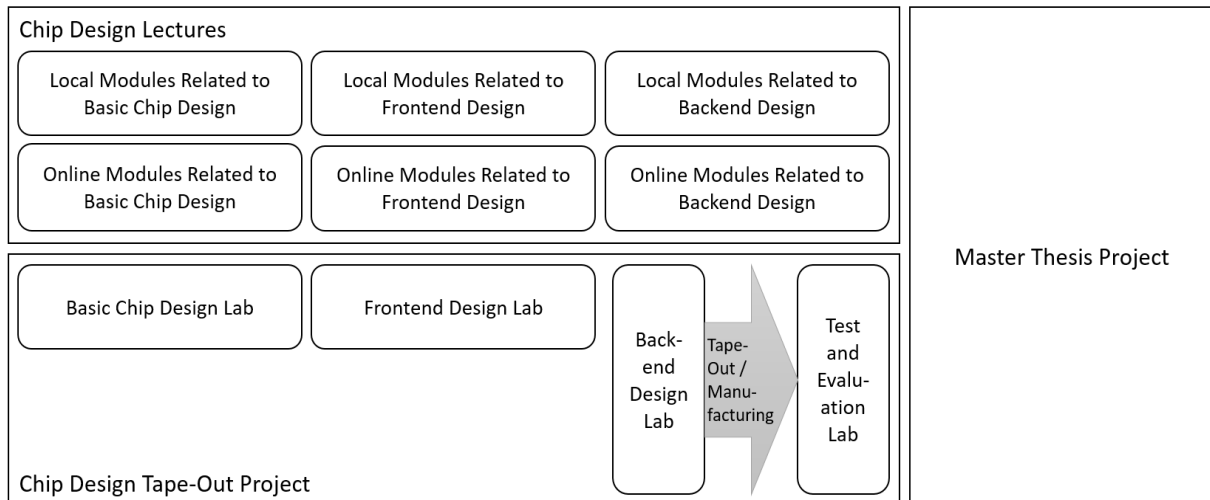 Chip Design Lectures
Local Modules Related to
Basic Chip Design
Local Modules Related to
Frontend Design
Local Modules Related to
Backend Design
Online Modules Related to
Basic Chip Design
Online Modules Related to
Frontend Design
Online Modules Related to
Backend Design
Basic Chip Design Lab
Frontend Design Lab
Back-
end
Design
Lab
Tape-
Out /
Manu-
facturing
Test
and
Evalu-
ation
Lab
Chip Design Tape-Out Project
Master Thesis Project